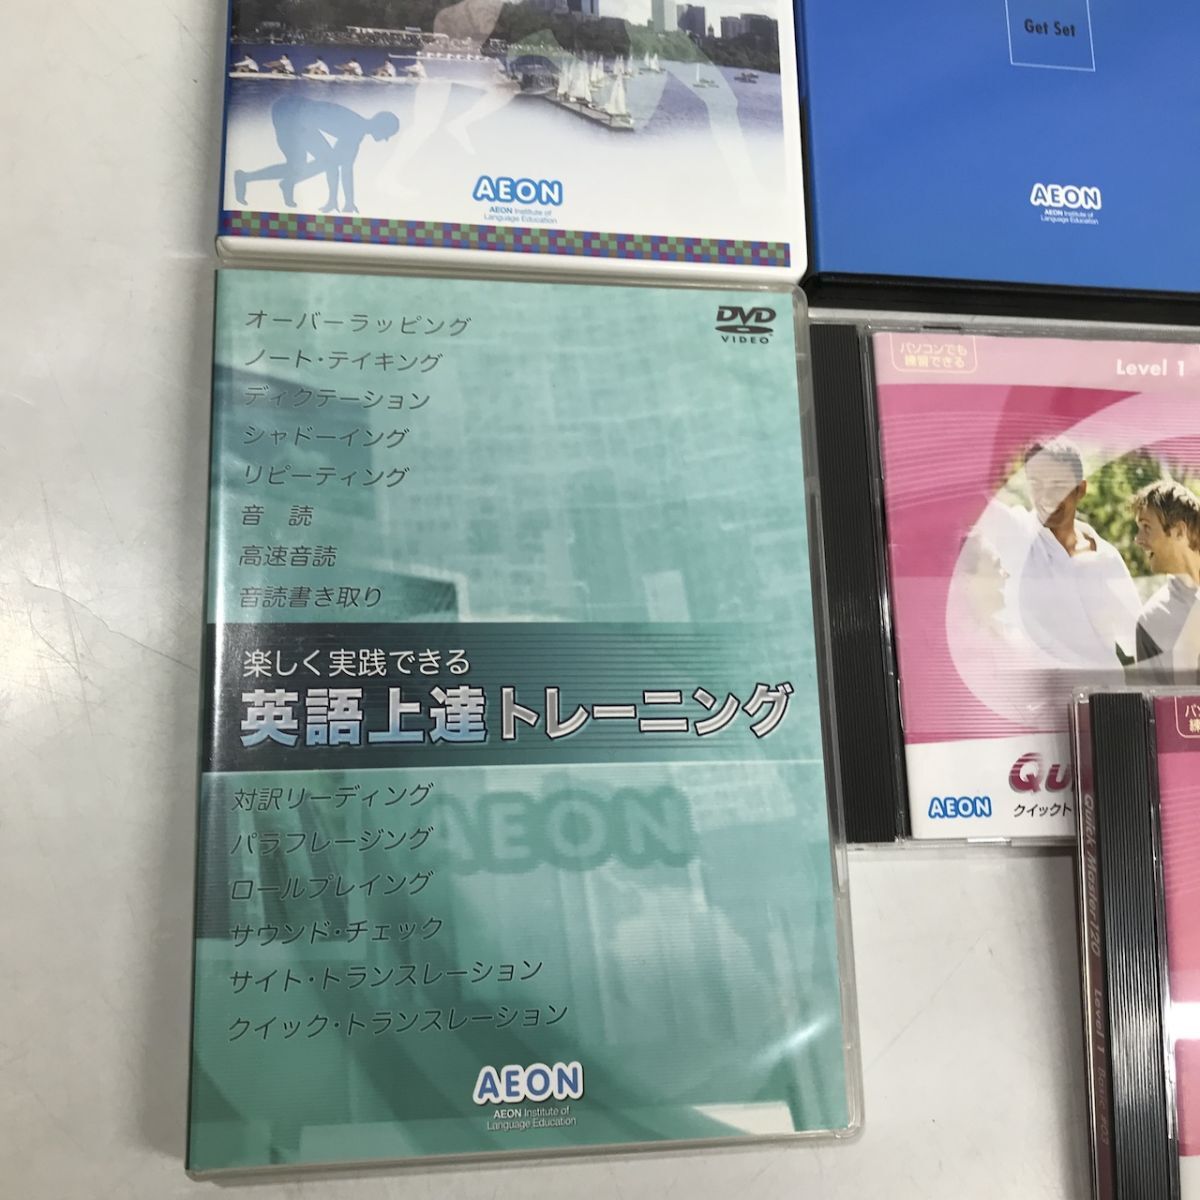 AEON
AEON Institute of
Language Education
Get Set
AEON
AEON Institute of
Language Education
DVD
VIDEO
オーバーラッピング
ノート・テイキング
ディクテーション
シャドーイング
リピーティング
音 読
高速音読
音読書き取り
楽しく実践できる
英語上達トレーニング
対訳リーディング
パラフレージング
ロールプレイング
サウンド・チェック
サイト・トランスレーション
クイック・トランスレーション
AEON
AEON
AEON Institute of
Language Education
パソコンでも
練習できる
Level 1
AEON
クイックト
Quick Master 170
Level 1